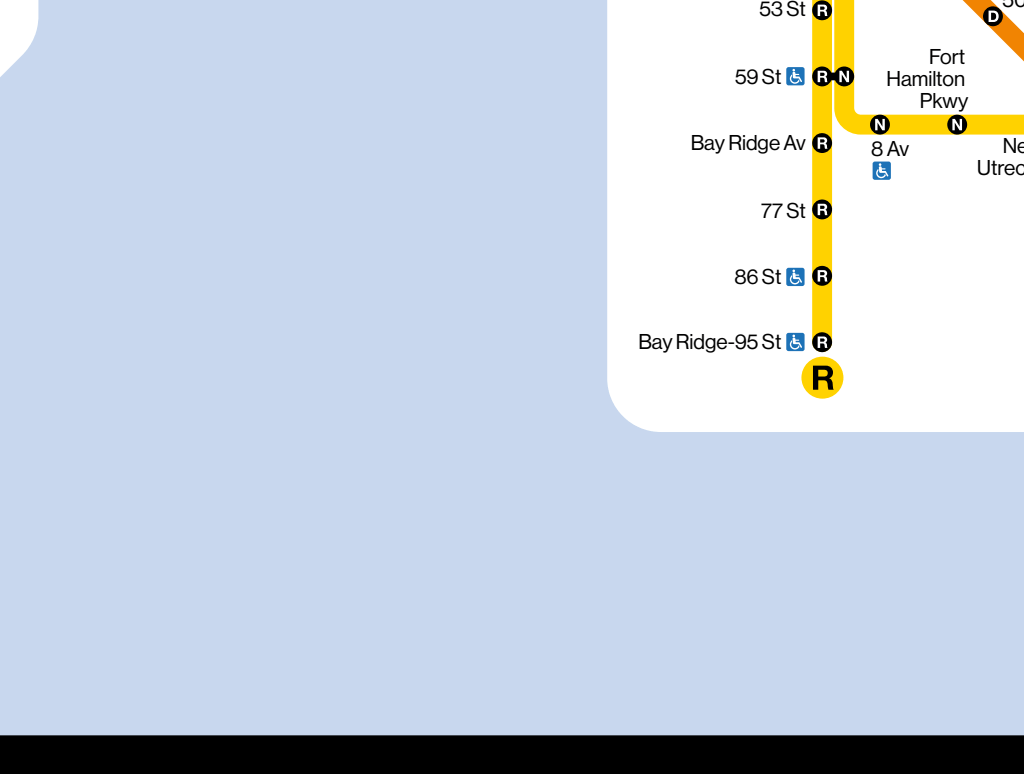 53 St R
D
59 St R N
Fort
Hamilton
Pkwy
N N
Bay Ridge Av R
8 Av
77 St R
86 St R
Bay Ridge-95 St R
R